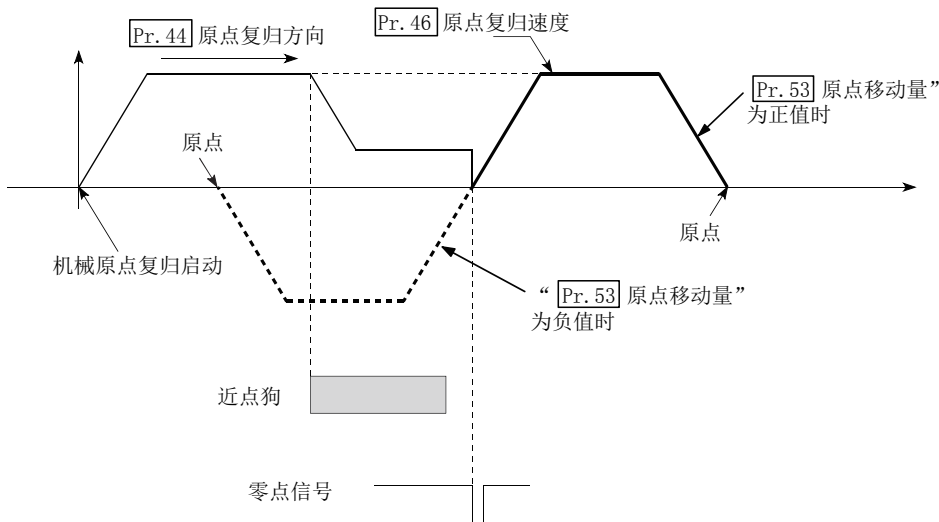 Pr. 44 原点复归方向
Pr. 46 原点复归速度
Pr. 53 原点移动量”
为正值时
原点
原点
机械原点复归启动
“ Pr. 53 原点移动量”
为负值时
近点狗
零点信号